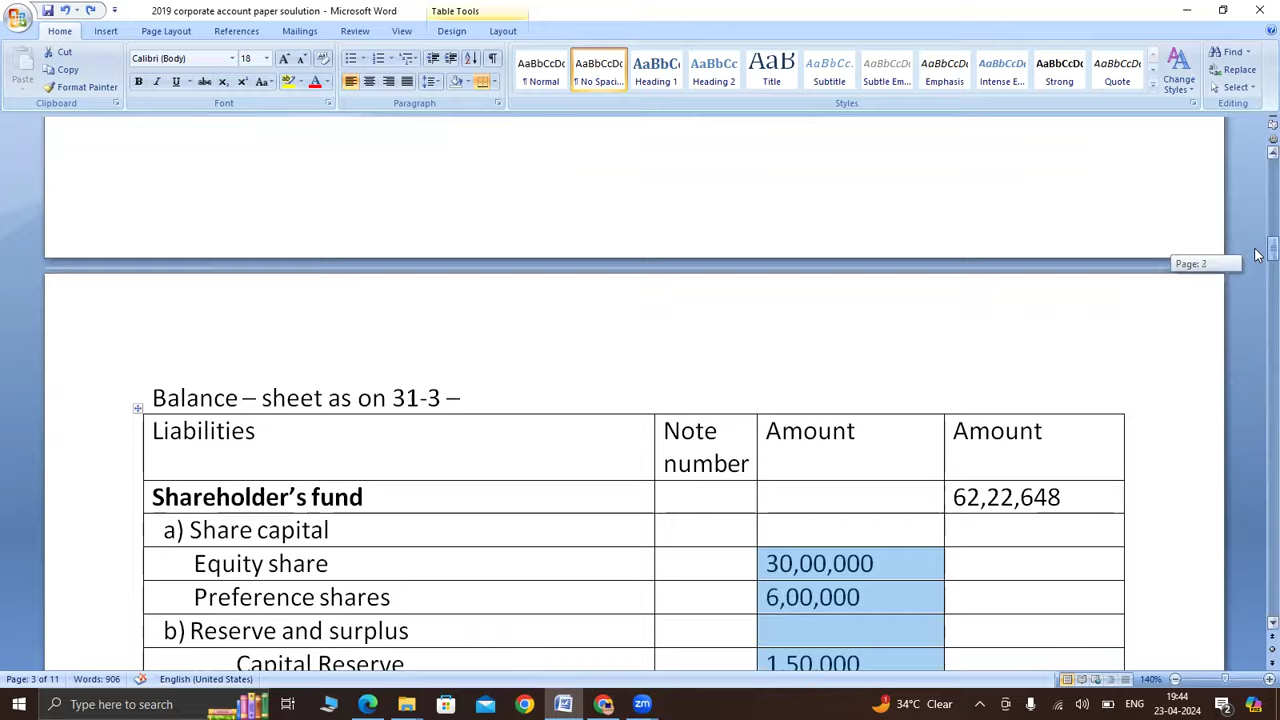 2019 corporate account paper soulution - Microsoft Word
Table Tools
Home Insert Page Layout References Mailings Review View Design Layout
Paste
Cut
Copy
Format Painter
Clipboard
Calibri (Body) 18
Font
Paragraph
AaBbCcDc AaBbCcDc AaBbC AaBbCc AaB AaBbCc. AaBbCcDc AaBbCcDc AaBbCcDc AaBbCcDc AaBbCcDc
¶ Normal ¶ No Spaci... Heading 1 Heading 2 Title Subtitle Subtle Em... Emphasis Intense E... Strong Quote
Change Styles
Styles
Find
Replace
Select
Editing
Page: 2
Balance – sheet as on 31-3 –
Liabilities Note number Amount Amount
Shareholder’s fund 62,22,648
a) Share capital
Equity share 30,00,000
Preference shares 6,00,000
b) Reserve and surplus
Capital Reserve 1,50,000
Page: 3 of 11 Words: 906 English (United States) 140%
Type here to search
34°C Clear
ENG
19:44
23-04-2024